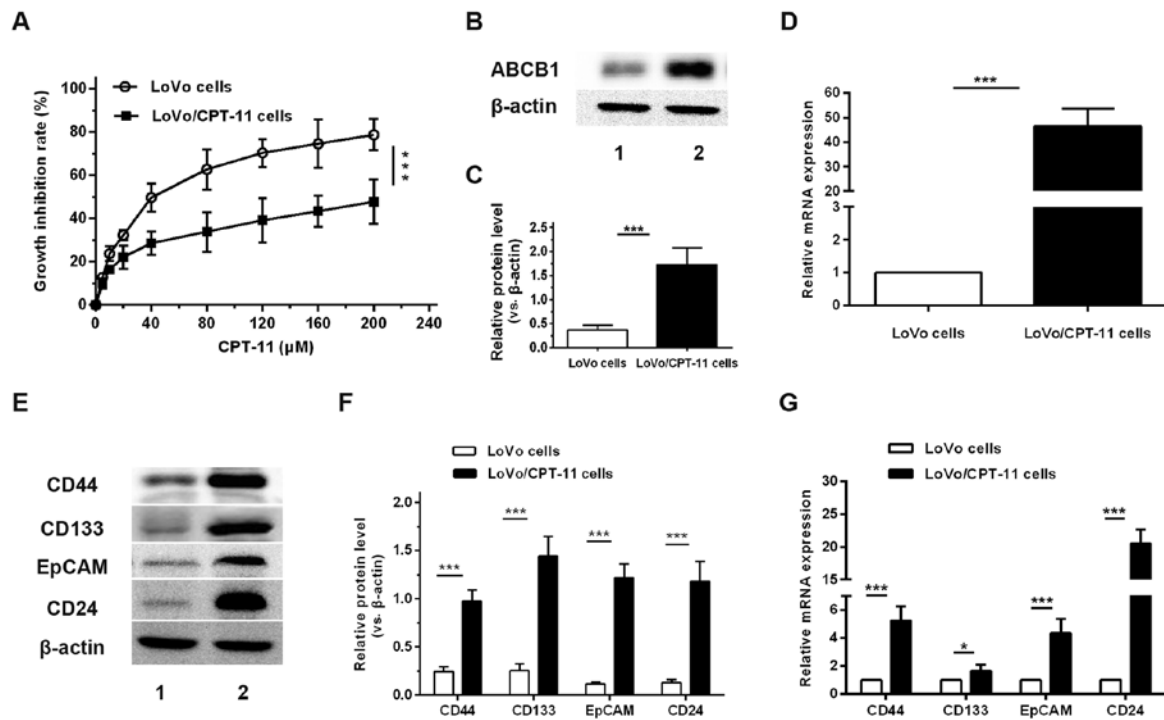 A
LoVo cells
LoVo/CPT-11 cells
Growth inhibition rate (%)
100
80
60
40
20
0
0
40
80
120
160
200
240
CPT-11 (µM)
***
B
ABCB1
β-actin
1
2
C
Relative protein level
(vs. β-actin)
2.5
2.0
1.5
1.0
0.5
0.0
***
LoVo cells
LoVo/CPT-11 cells
D
Relative mRNA expression
60
50
40
30
20
10
3
2
1
0
***
LoVo cells
LoVo/CPT-11 cells
E
CD44
CD133
EpCAM
CD24
β-actin
1
2
F
LoVo cells
LoVo/CPT-11 cells
Relative protein level
(vs. β-actin)
2.0
1.5
1.0
0.5
0.0
***
***
***
***
CD44
CD133
EpCAM
CD24
G
LoVo cells
LoVo/CPT-11 cells
Relative mRNA expression
30
25
20
15
6
4
2
0
***
*
***
***
CD44
CD133
EpCAM
CD24